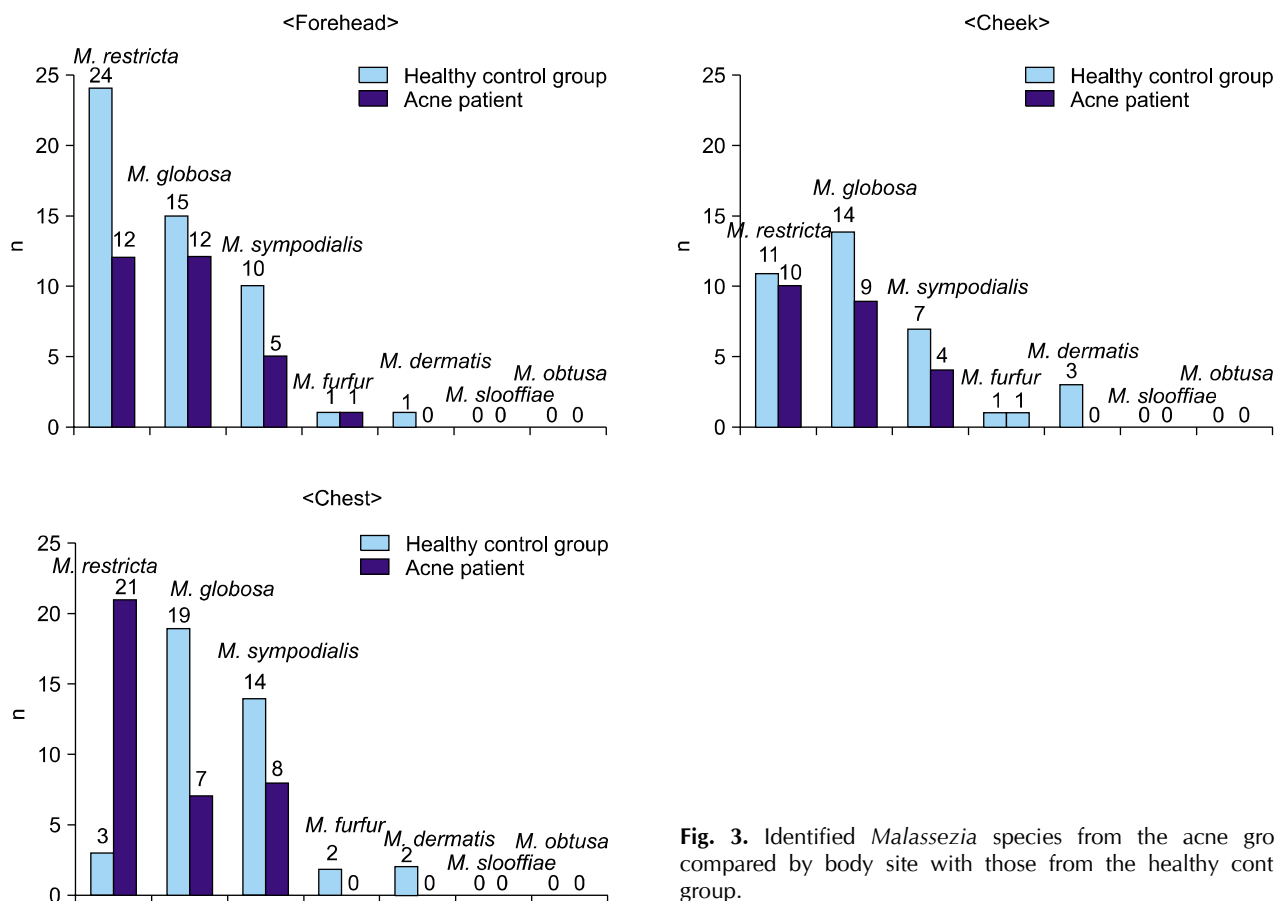 <Forehead>
M. restricta
25
24
Healthy control group
Acne patient
20
M. globosa
15
15
12
12
M. sympodialis
n
10
10
5
5
M. furfur
M. dermatis
M. slooffiae
M. obtusa
1 1
1 0
0 0
0 0
0
<Cheek>
25
Healthy control group
Acne patient
20
M. globosa
15
14
M. restricta
n
11
10
10
9
M. sympodialis
7
5
4
M. furfur
M. dermatis
M. slooffiae
M. obtusa
1 1
3
0
0 0
0 0
0
<Chest>
25
Healthy control group
Acne patient
M. restricta
21
M. globosa
20
19
M. sympodialis
15
14
n
10
8
7
5
3
M. furfur
M. dermatis
M. slooffiae
M. obtusa
2
0
2
0
0 0
0 0
0
Fig. 3. Identified Malassezia species from the acne gro
compared by body site with those from the healthy cont
group.